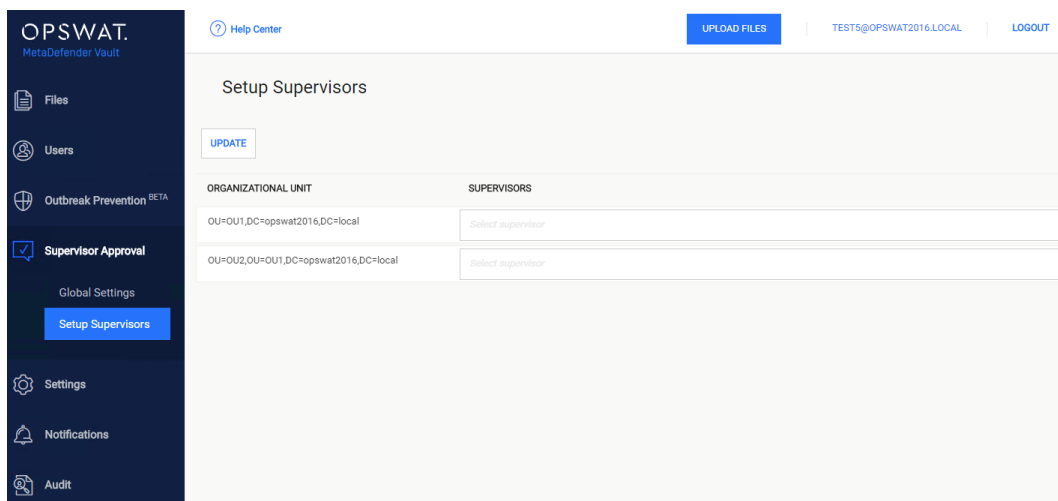 OPSWAT.
MetaDefender Vault
? Help Center
UPLOAD FILES
TEST5@OPSWAT2016.LOCAL
LOGOUT
Files
Users
Outbreak Prevention BETA
Supervisor Approval
Global Settings
Setup Supervisors
Settings
Notifications
Audit
Setup Supervisors
UPDATE
ORGANIZATIONAL UNIT
SUPERVISORS
OU=OU1,DC=opswat2016,DC=local
Select supervisor
OU=OU2,OU=OU1,DC=opswat2016,DC=local
Select supervisor